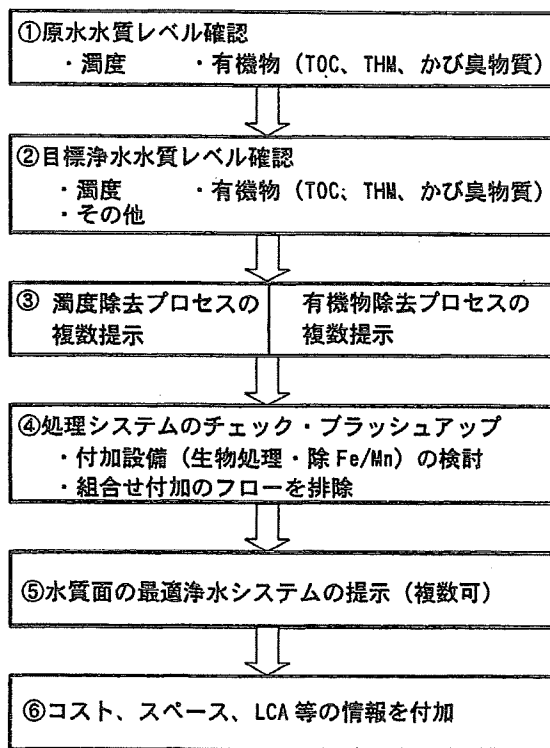 ①原水水質レベル確認
・濁度 ・有機物（TOC、THM、かび臭物質）
②目標浄水水質レベル確認
・濁度 ・有機物（TOC、THM、かび臭物質）
・その他
③ 濁度除去プロセスの
複数提示
有機物除去プロセスの
複数提示
④処理システムのチェック・ブラッシュアップ
・付加設備（生物処理・除Fe/Mn）の検討
・組合せ付加のフローを排除
⑤水質面の最適浄水システムの提示（複数可）
⑥コスト、スペース、LCA等の情報を付加